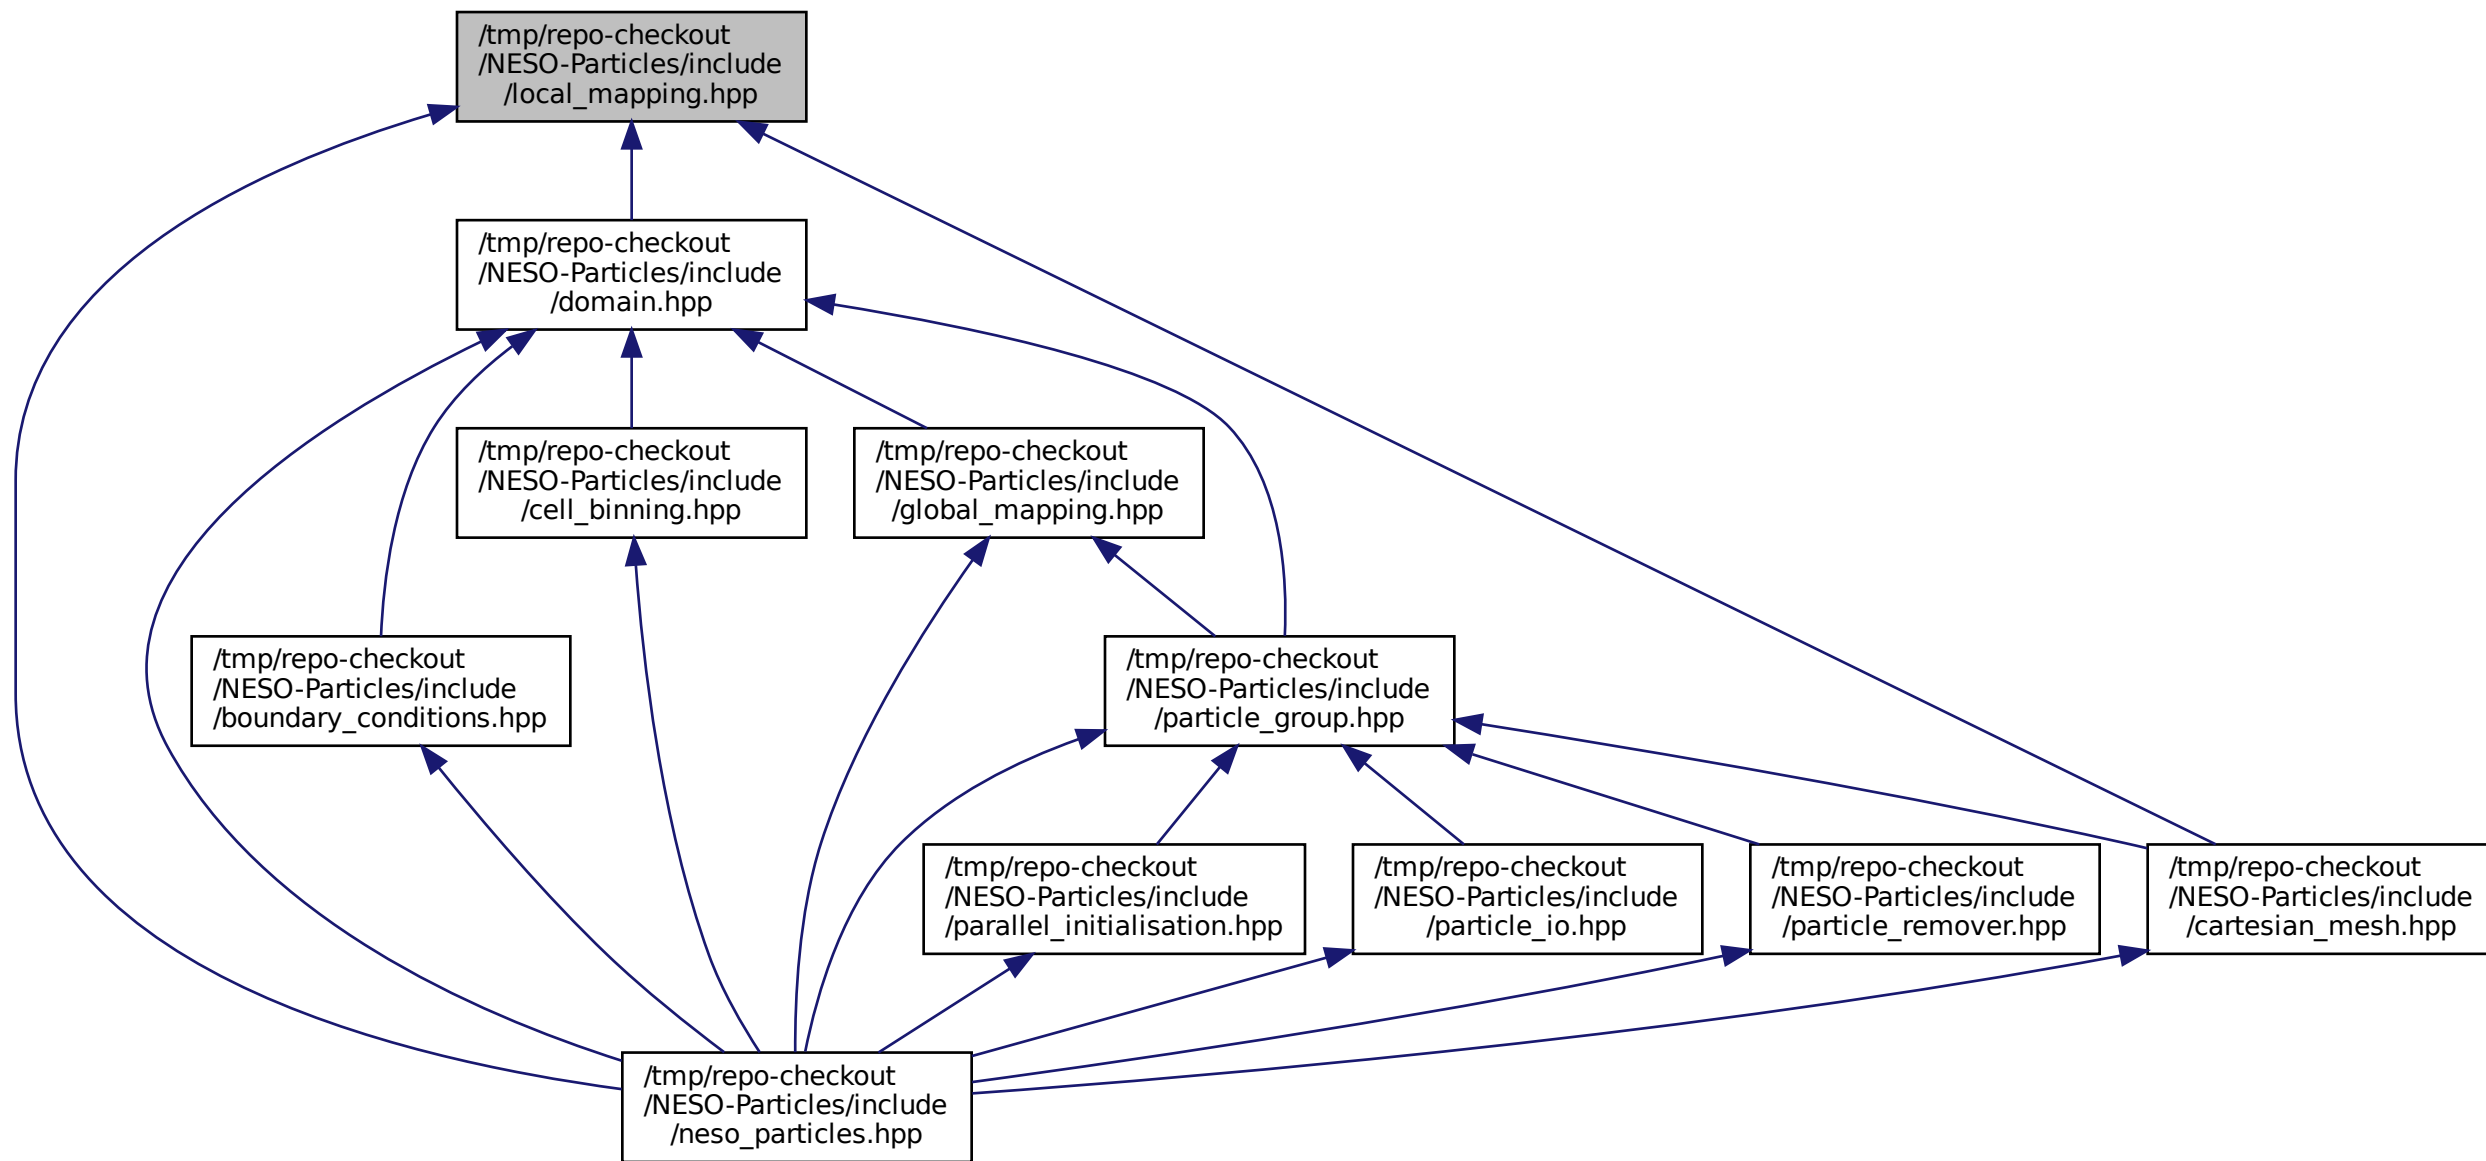 /tmp/repo-checkout
/NESO-Particles/include
/local_mapping.hpp
/tmp/repo-checkout
/NESO-Particles/include
/domain.hpp
/tmp/repo-checkout
/NESO-Particles/include
/cell_binning.hpp
/tmp/repo-checkout
/NESO-Particles/include
/global_mapping.hpp
/tmp/repo-checkout
/NESO-Particles/include
/boundary_conditions.hpp
/tmp/repo-checkout
/NESO-Particles/include
/particle_group.hpp
/tmp/repo-checkout
/NESO-Particles/include
/parallel_initialisation.hpp
/tmp/repo-checkout
/NESO-Particles/include
/particle_io.hpp
/tmp/repo-checkout
/NESO-Particles/include
/particle_remover.hpp
/tmp/repo-checkout
/NESO-Particles/include
/cartesian_mesh.hpp
/tmp/repo-checkout
/NESO-Particles/include
/neso_particles.hpp